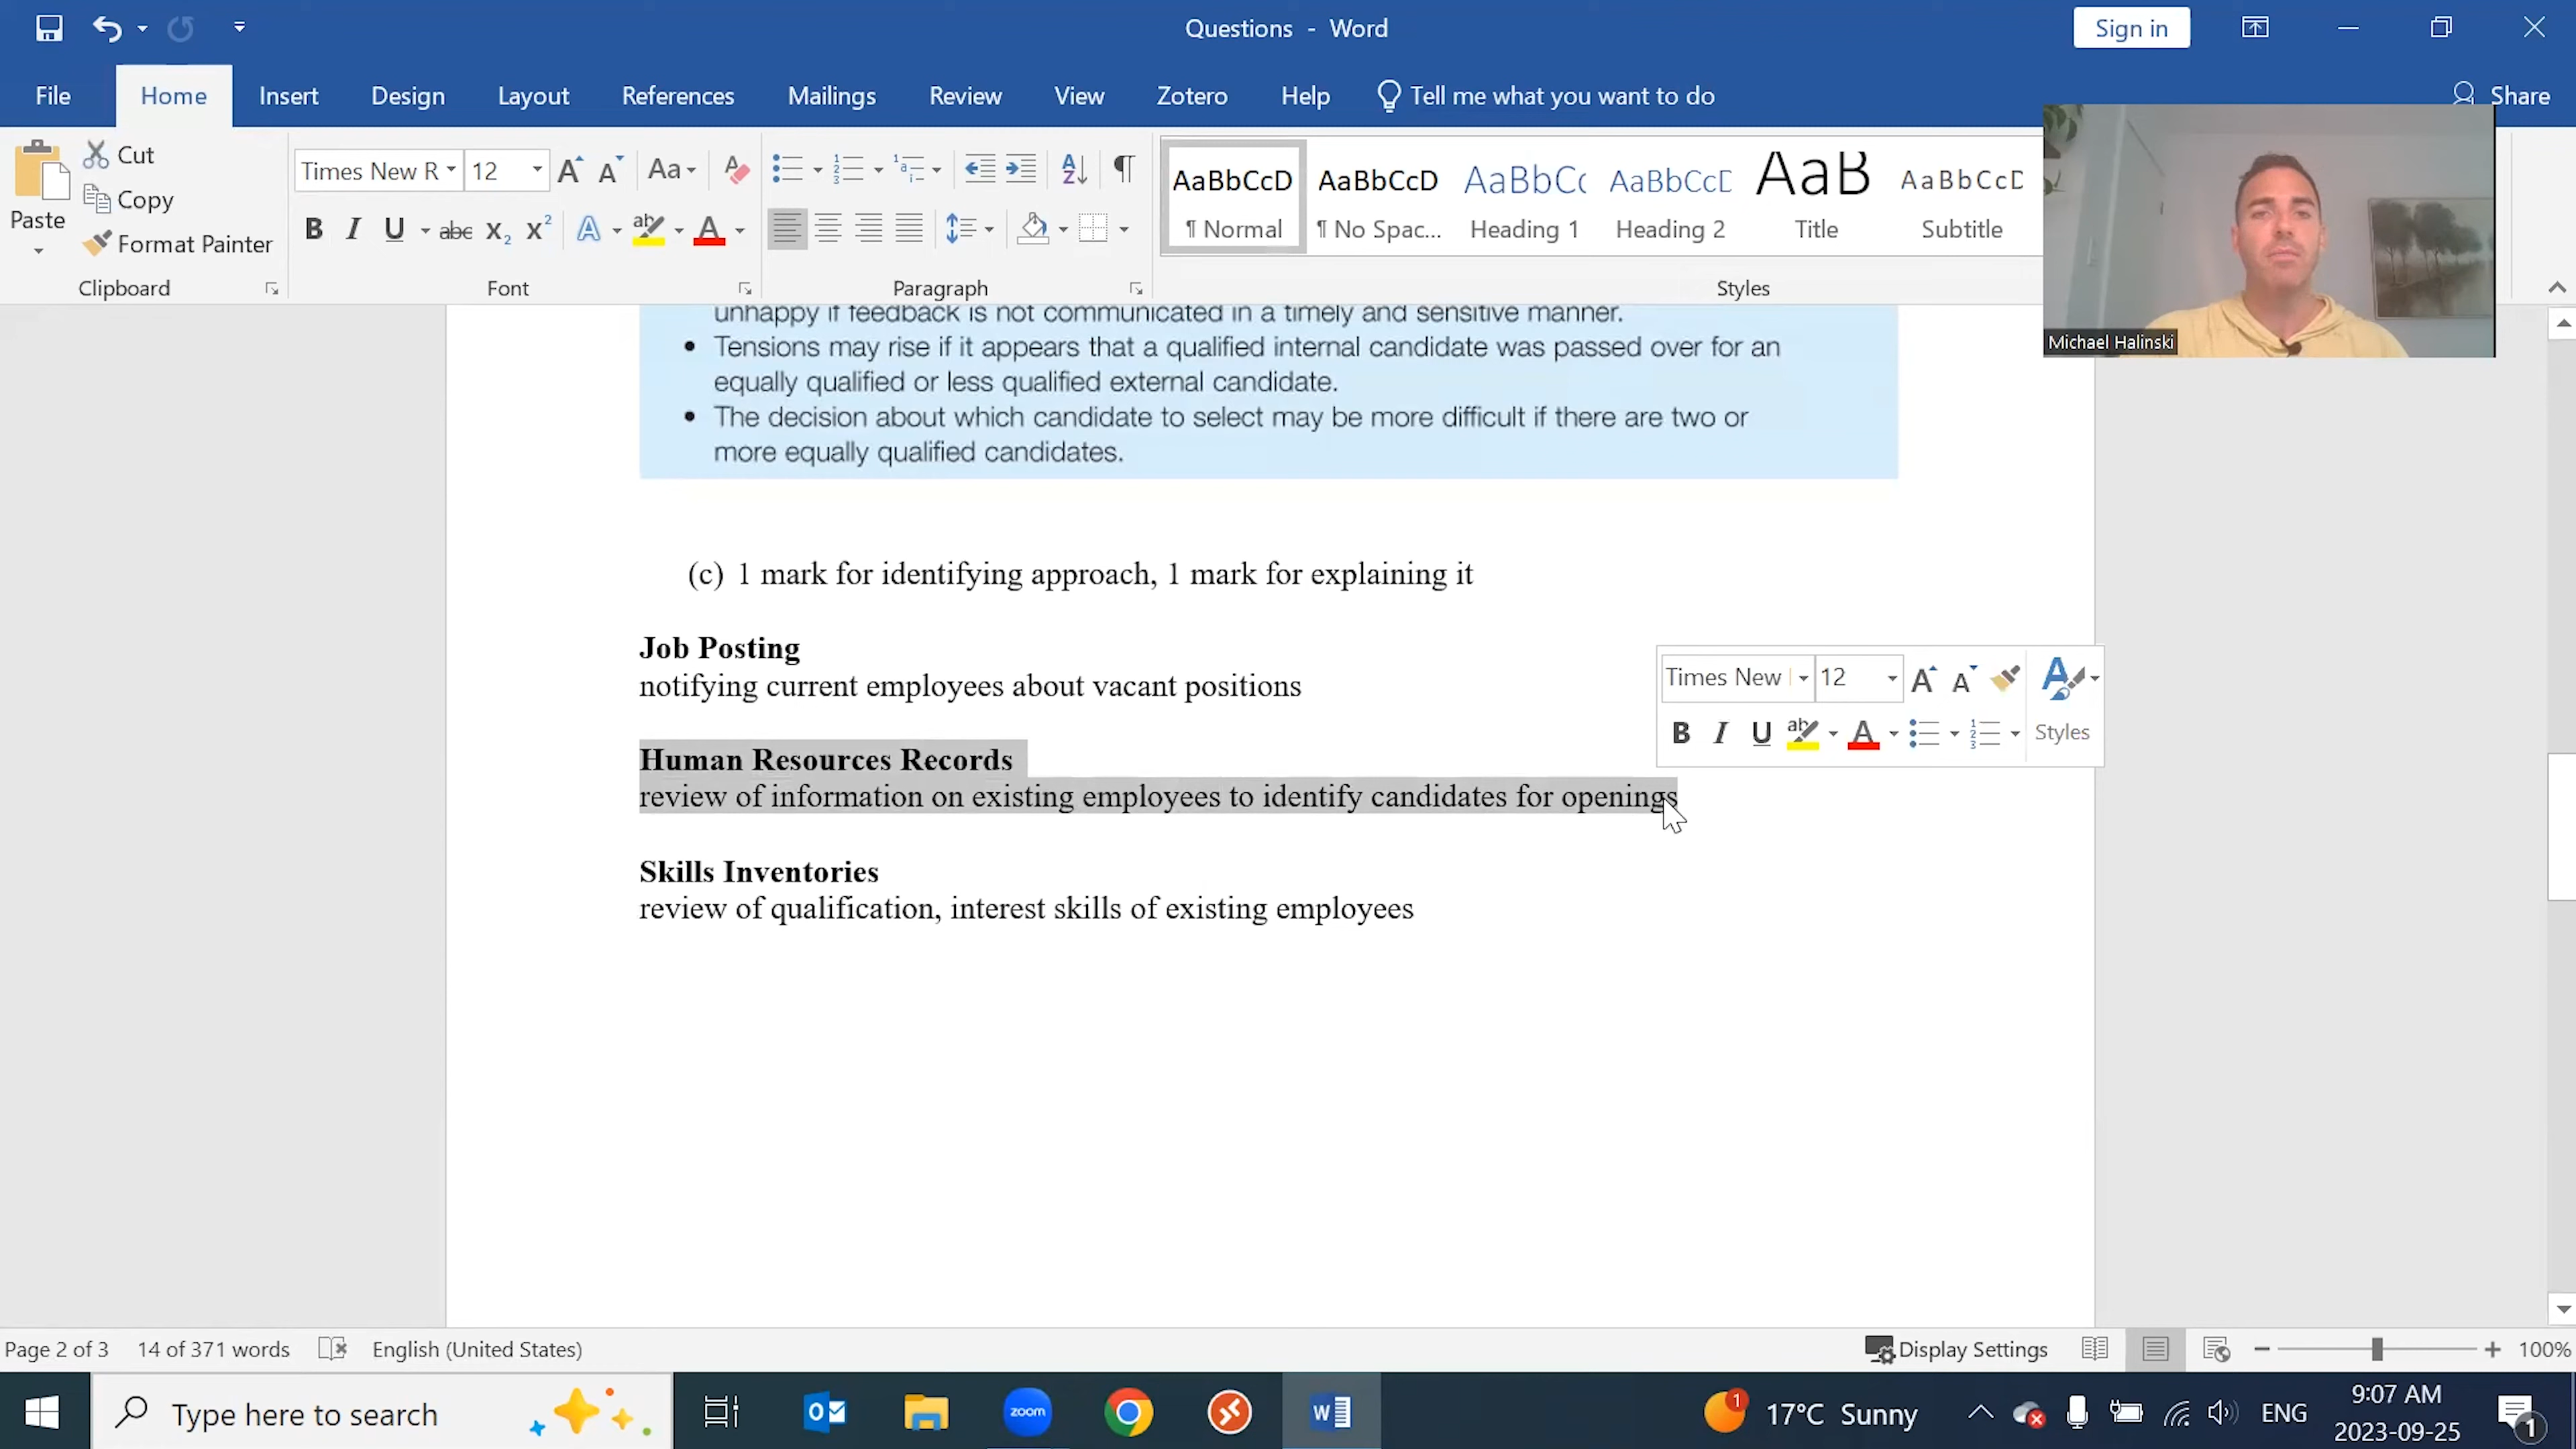 Questions - Word
Sign in
File Home Insert Design Layout References Mailings Review View Zotero Help Tell me what you want to do Share
Paste
Cut
Copy
Format Painter
Clipboard
Times New R 12
Font
Paragraph
AaBbCcD AaBbCcD AaBbCc AaBbCcD AaB AaBbCcD
¶ Normal ¶ No Spac... Heading 1 Heading 2 Title Subtitle
Styles
Michael Halinski
unhappy if feedback is not communicated in a timely and sensitive manner.
• Tensions may rise if it appears that a qualified internal candidate was passed over for an
equally qualified or less qualified external candidate.
• The decision about which candidate to select may be more difficult if there are two or
more equally qualified candidates.
(c) 1 mark for identifying approach, 1 mark for explaining it
Job Posting
notifying current employees about vacant positions
Times New 12
Styles
Human Resources Records
review of information on existing employees to identify candidates for openings
Skills Inventories
review of qualification, interest skills of existing employees
Page 2 of 3 14 of 371 words English (United States) Display Settings 100%
Type here to search
zoom
17°C Sunny
ENG
9:07 AM
2023-09-25